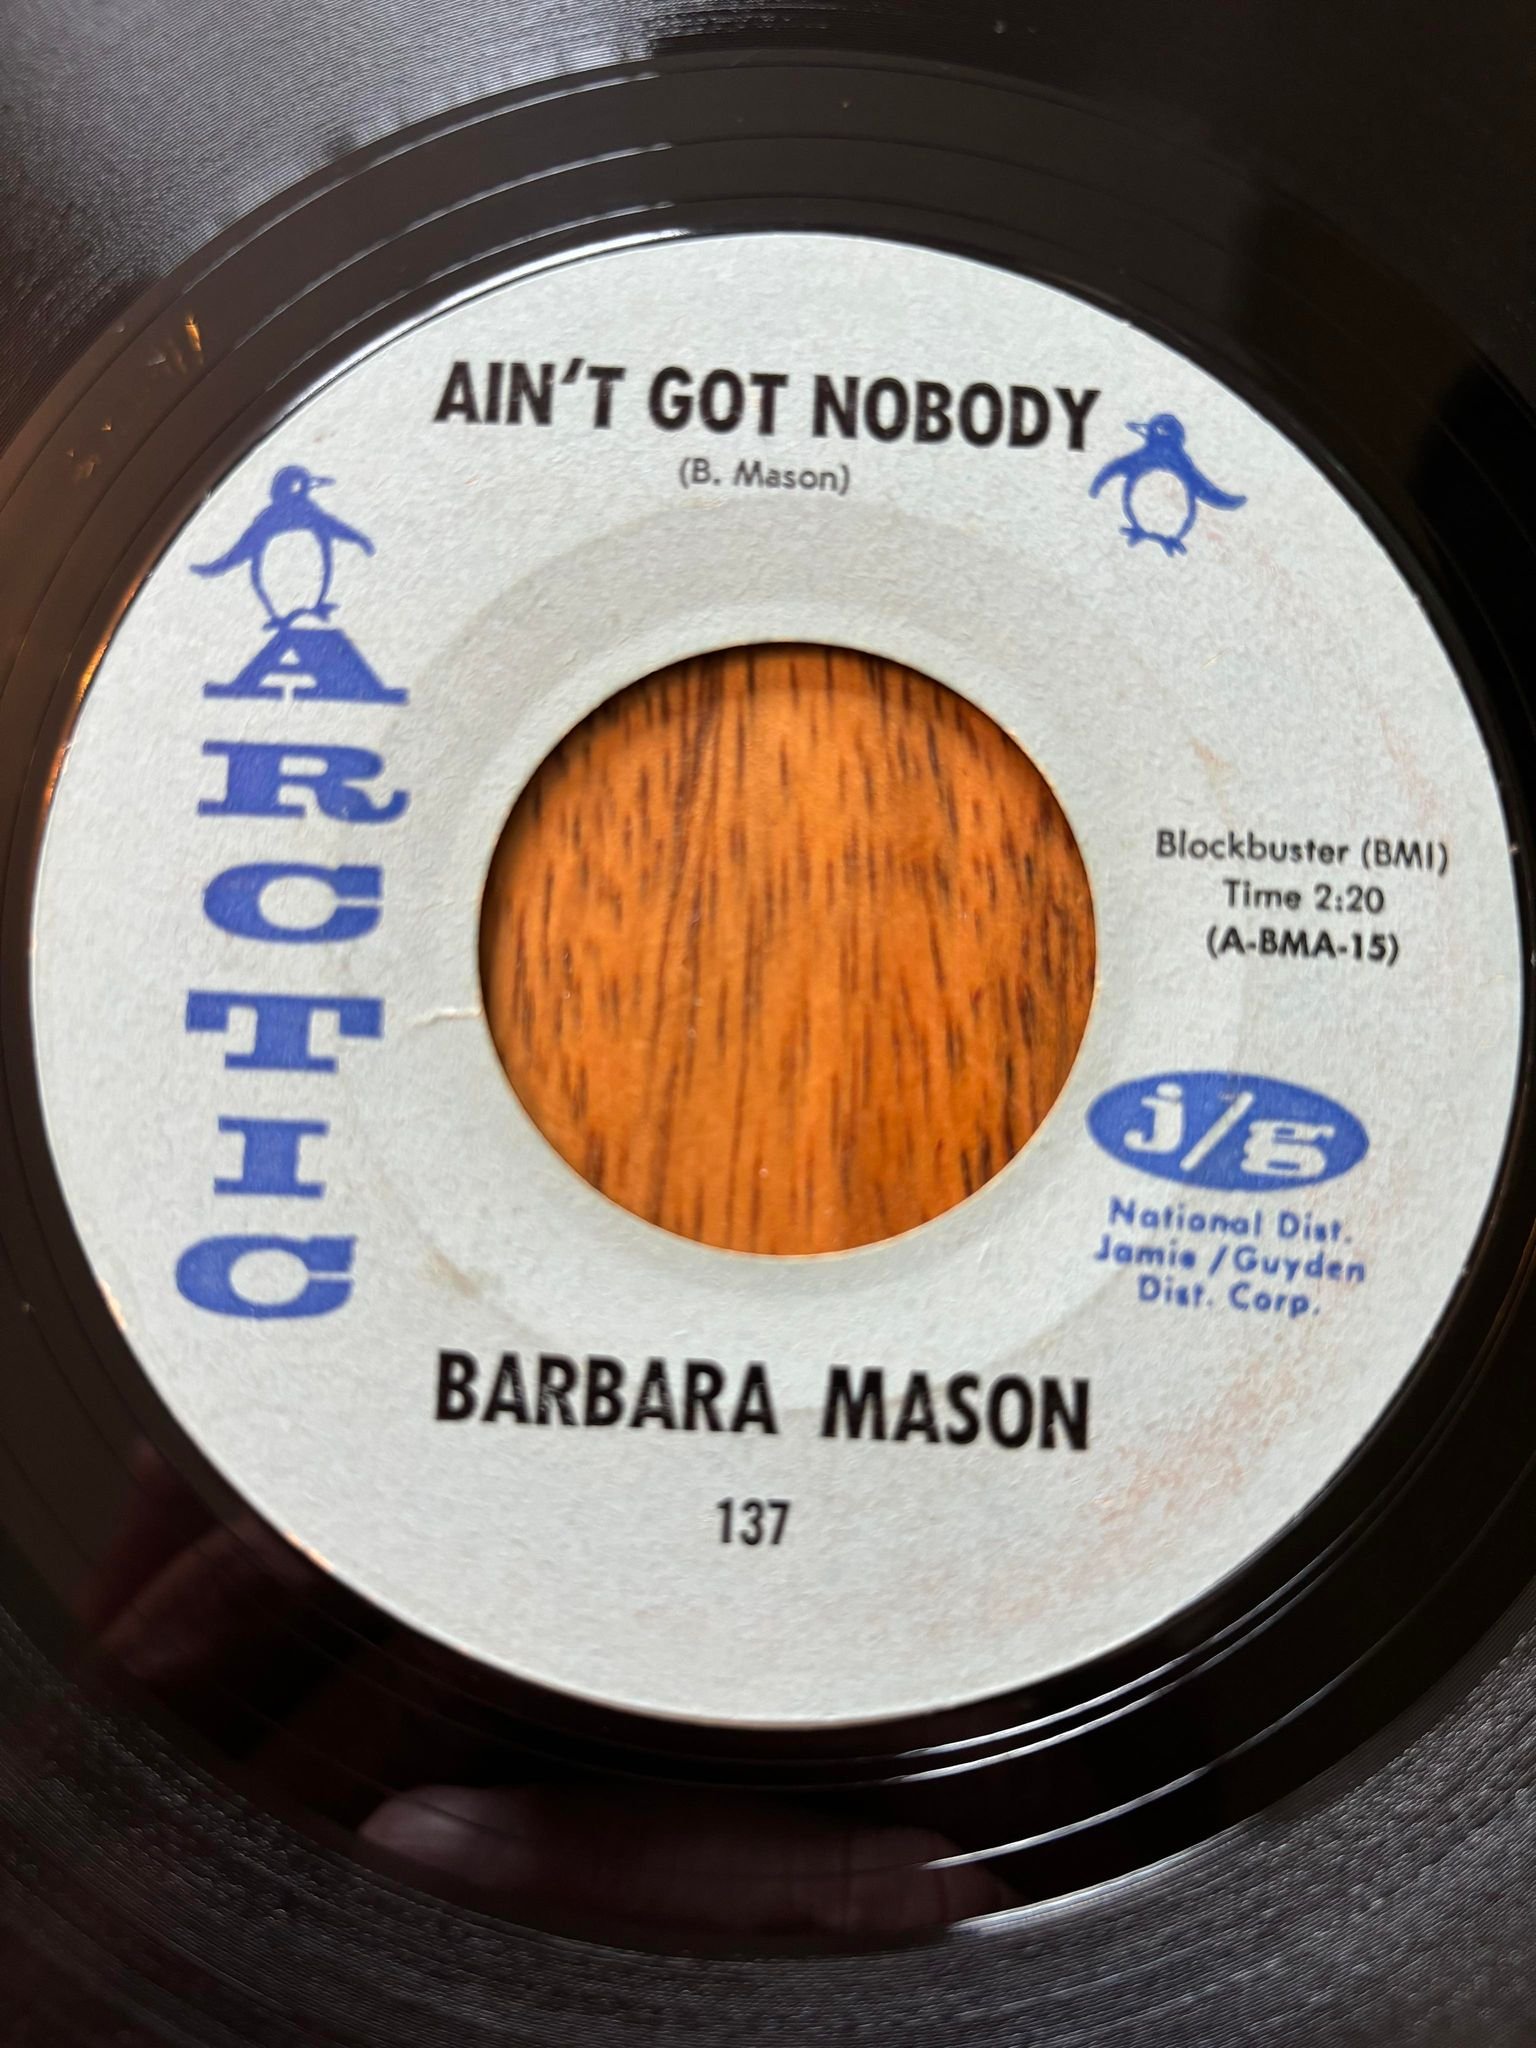 AIN'T GOT NOBODY
(B. Mason)
ARCTIC
Blockbuster (BMI)
Time 2:20
(A-BMA-15)
j/g
National Dist.
Jamie / Guyden
Dist. Corp.
BARBARA MASON
137